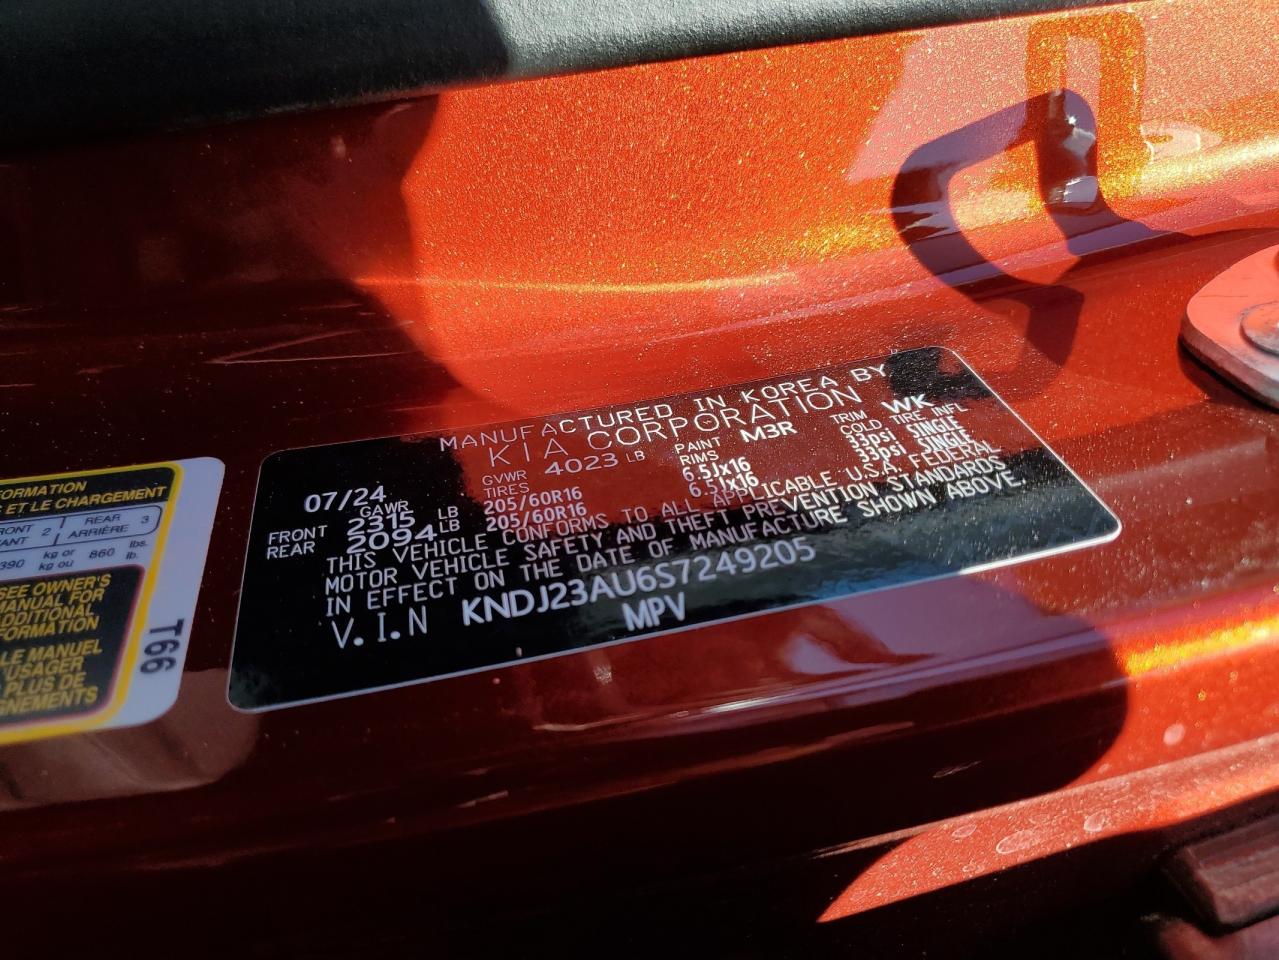 MANUFACTURED IN KOREA BY
KIA CORPORATION
07/24 GVWR 4023 LB PAINT M3R TRIM WK
GAWR TIRES RIMS COLD TIRE INFL
FRONT 2315 LB 205/60R16 6.5Jx16 33psi SINGLE
REAR 2094 LB 205/60R16 6.5Jx16 33psi SINGLE
THIS VEHICLE CONFORMS TO ALL APPLICABLE U.S.A. FEDERAL
MOTOR VEHICLE SAFETY AND THEFT PREVENTION STANDARDS
IN EFFECT ON THE DATE OF MANUFACTURE SHOWN ABOVE.
V.I.N KNDJ23AU6S7249205
MPV
ET LE CHARGEMENT
2 REAR 3
ARRIÈRE
390 kg or 860 lbs.
kg ou lb.
SEE OWNER'S
MANUAL FOR
ADDITIONAL
LE MANUEL
PLUS DE
T66